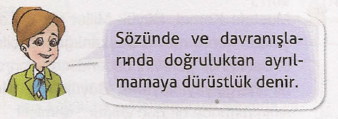 Sözünde ve davranışla-
rında doğruluktan ayrıl-
mamaya dürüstlük denir.